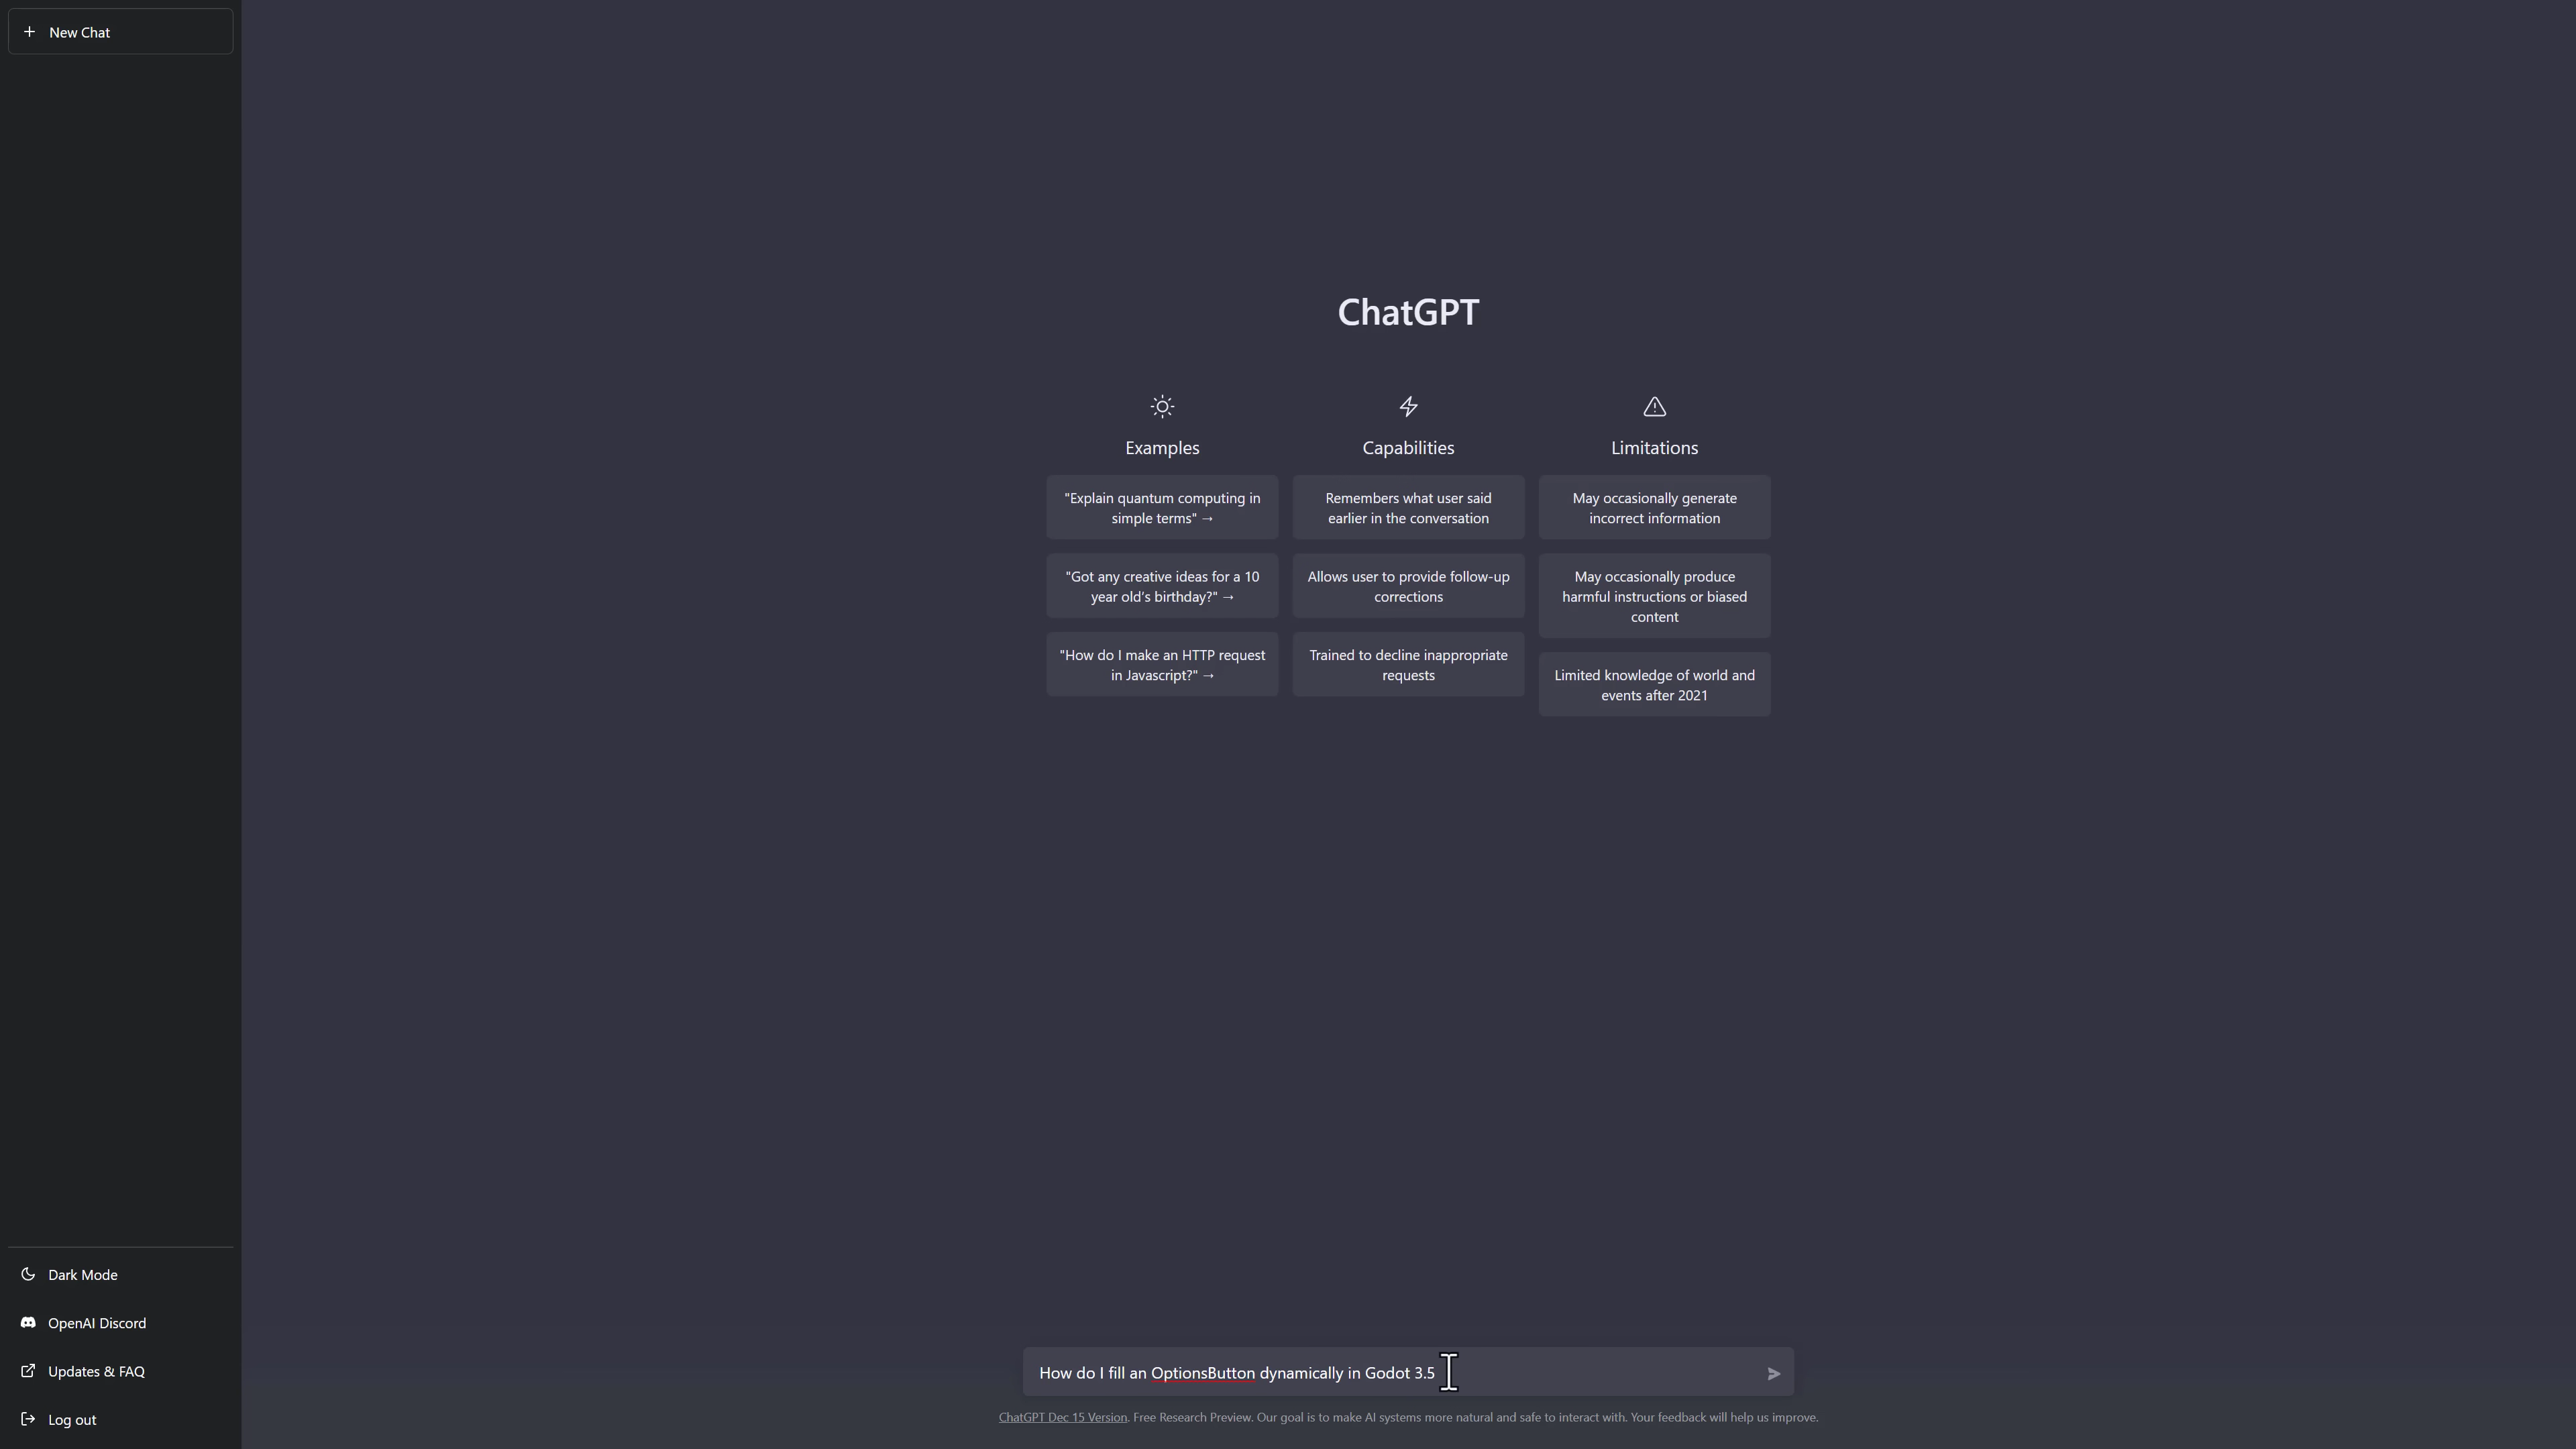 New Chat
ChatGPT
Examples
"Explain quantum computing in
simple terms" →
"Got any creative ideas for a 10
year old's birthday?" →
"How do I make an HTTP request
in Javascript?" →
Capabilities
Remembers what user said
earlier in the conversation
Allows user to provide follow-up
corrections
Trained to decline inappropriate
requests
Limitations
May occasionally generate
incorrect information
May occasionally produce
harmful instructions or biased
content
Limited knowledge of world and
events after 2021
Dark Mode
OpenAI Discord
Updates & FAQ
Log out
How do I fill an OptionsButton dynamically in Godot 3.5
ChatGPT Dec 15 Version. Free Research Preview. Our goal is to make AI systems more natural and safe to interact with. Your feedback will help us improve.